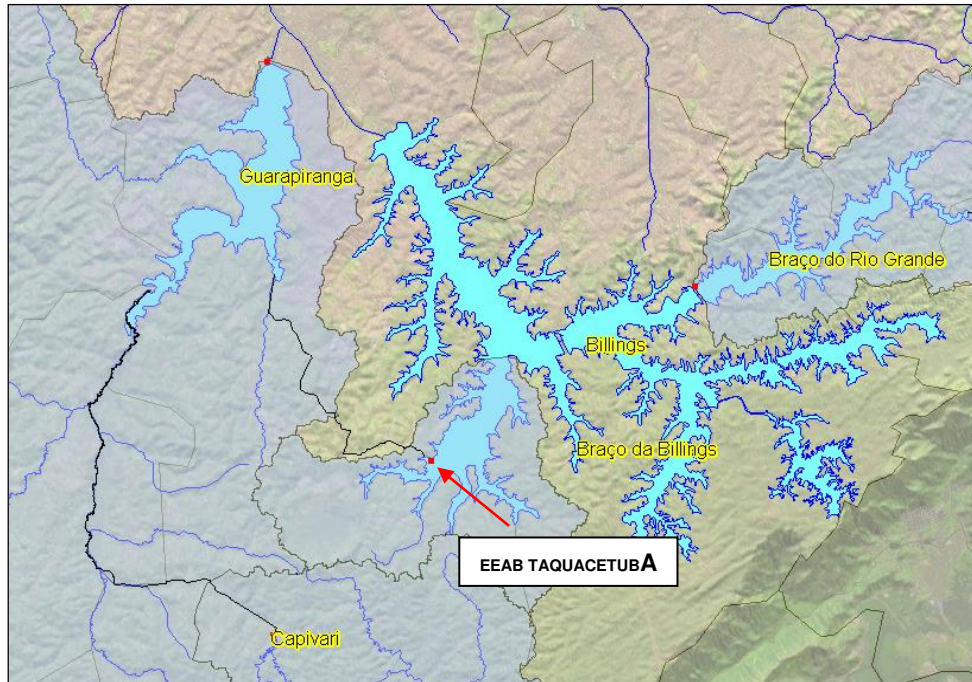 Guarapiranga
Braço do Rio Grande
Billings
Braço da Billings
EEAB TAQUACETUBA
Capivari